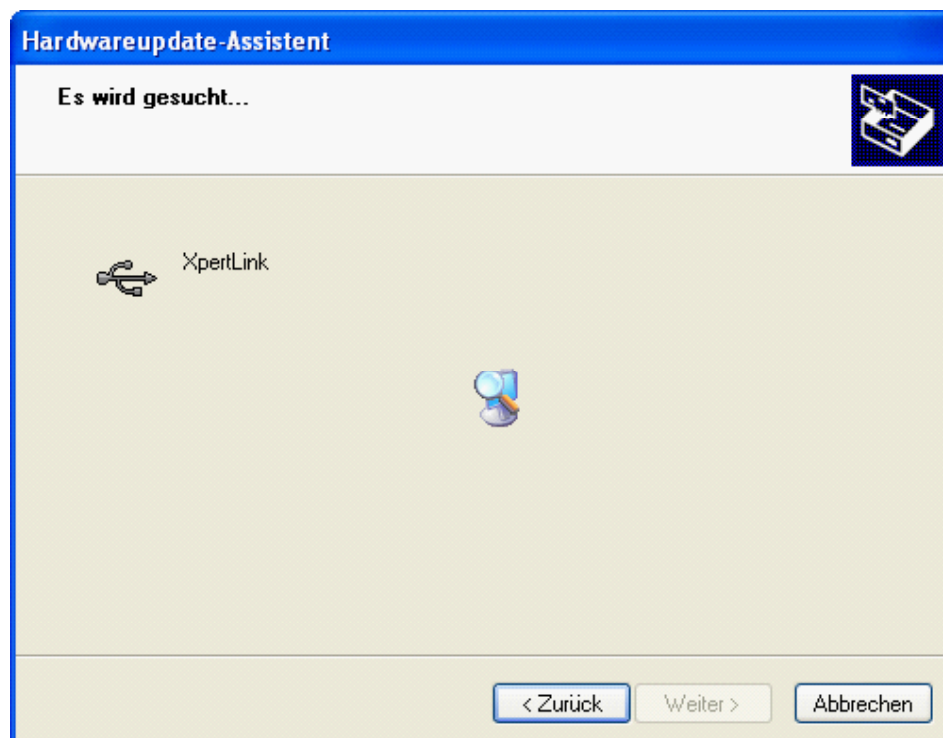 Hardwareupdate-Assistent
Es wird gesucht...
XpertLink
< Zurück
Weiter >
Abbrechen